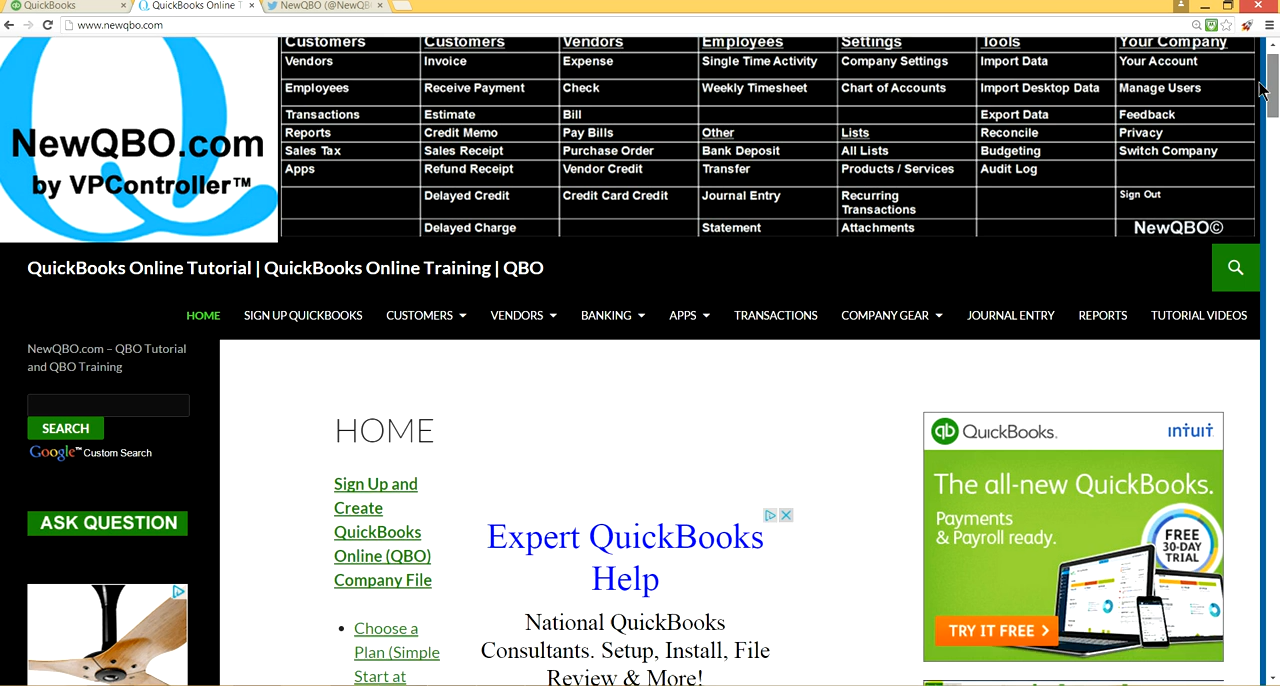 QuickBooks
QuickBooks Online T
NewQBO (@NewQB
www.newqbo.com
NewQBO.com
by VPController™
Customers Customers Vendors Employees Settings Tools Your Company
Vendors Invoice Expense Single Time Activity Company Settings Import Data Your Account
Employees Receive Payment Check Weekly Timesheet Chart of Accounts Import Desktop Data Manage Users
Transactions Estimate Bill Export Data Feedback
Reports Credit Memo Pay Bills Other Lists Reconcile Privacy
Sales Tax Sales Receipt Purchase Order Bank Deposit All Lists Budgeting Switch Company
Apps Refund Receipt Vendor Credit Transfer Products / Services Audit Log
Delayed Credit Credit Card Credit Journal Entry Recurring Sign Out
Transactions
Delayed Charge Statement Attachments NewQBO©
QuickBooks Online Tutorial | QuickBooks Online Training | QBO
HOME SIGN UP QUICKBOOKS CUSTOMERS VENDORS BANKING APPS TRANSACTIONS COMPANY GEAR JOURNAL ENTRY REPORTS TUTORIAL VIDEOS
NewQBO.com – QBO Tutorial
and QBO Training
SEARCH
Google™ Custom Search
ASK QUESTION
HOME
Sign Up and
Create
QuickBooks
Online (QBO)
Company File
Choose a
Plan (Simple
Start at
Expert QuickBooks
Help
National QuickBooks
Consultants. Setup, Install, File
Review & More!
qb QuickBooks. intuit
The all-new QuickBooks.
Payments
& Payroll ready.
FREE
30-DAY
TRIAL
TRY IT FREE